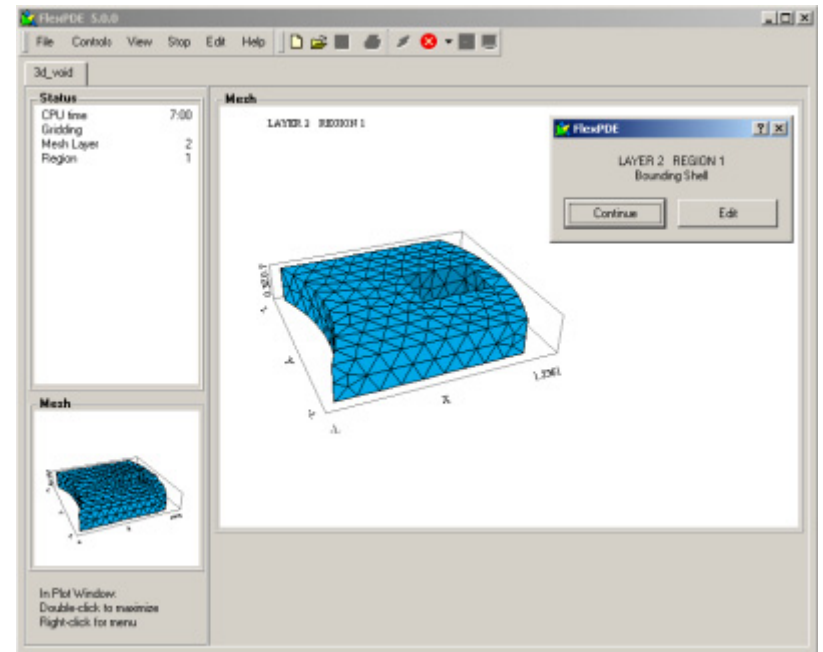 FlexPDE 5.0.0
File Controls View Stop Edit Help
3d_void
Status
CPU time 7:00
Gridding
Mesh Layer 2
Region 1
Mesh
LAYER 2 REGION 1
FlexPDE
LAYER 2 REGION 1
Bounding Shell
Continue Edit
X
Mesh
In Plot Window:
Double-click to maximize
Right-click for menu